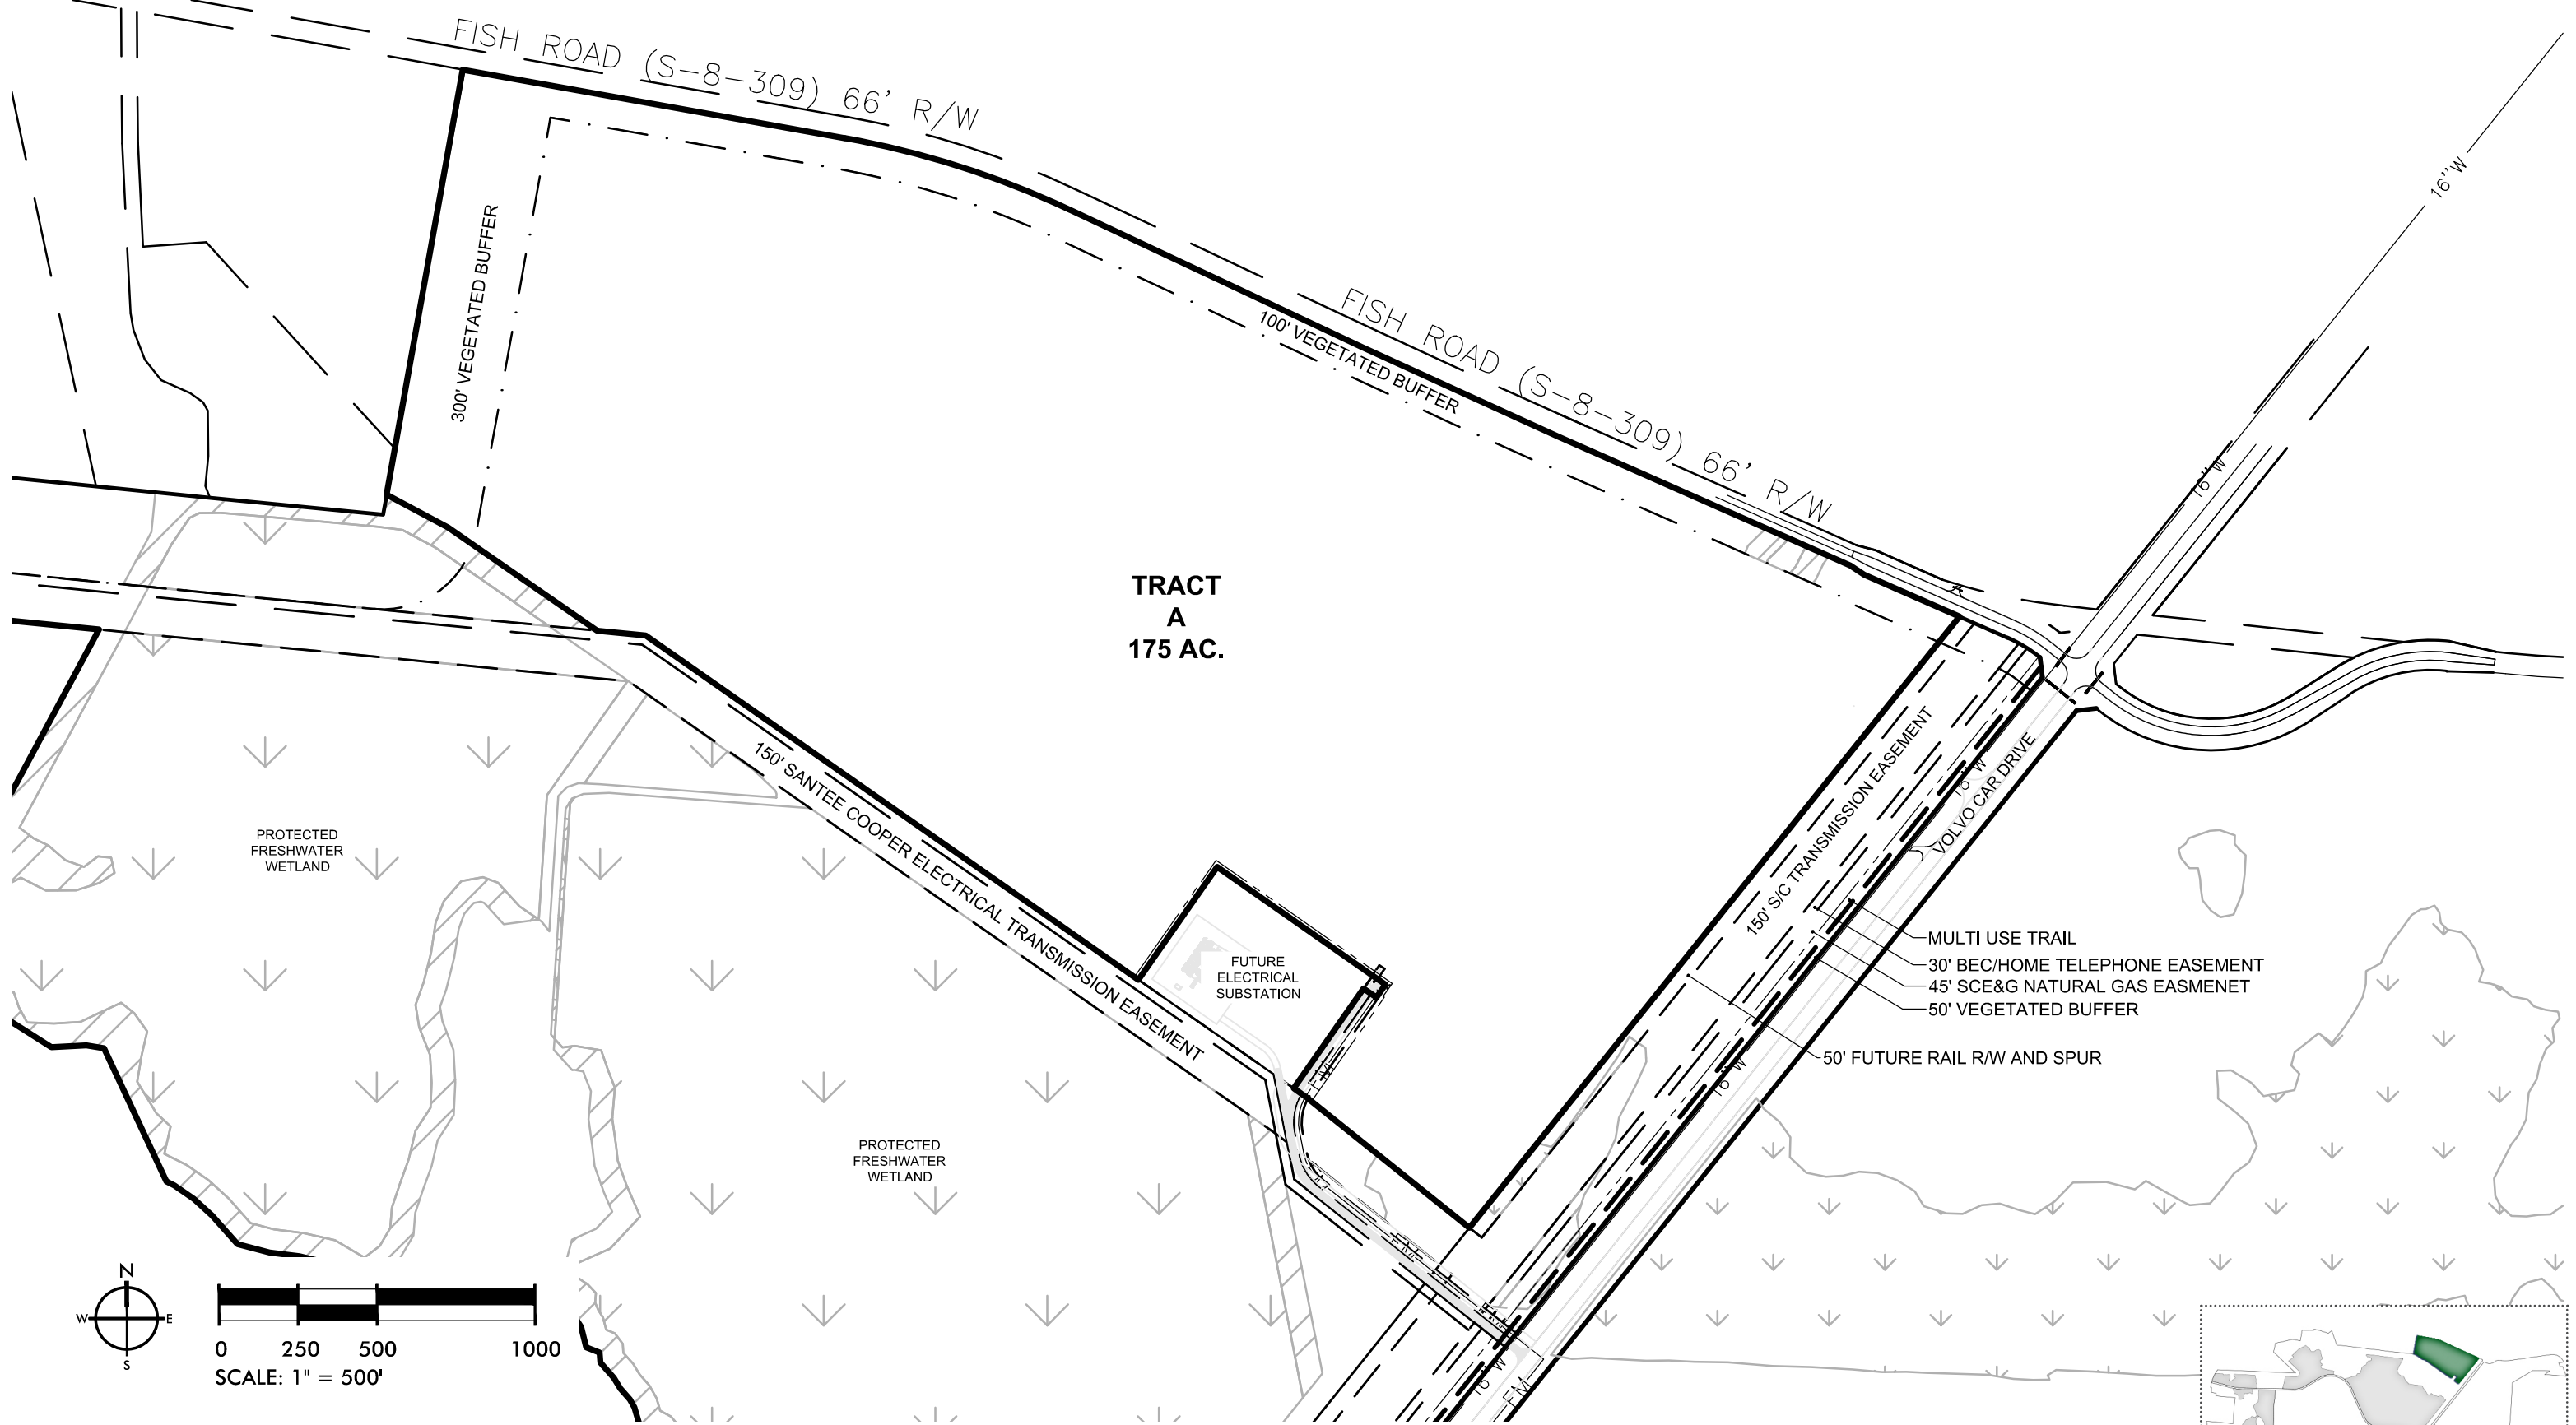 FISH ROAD (S-8-309) 66' R/W
16"W
300' VEGETATED BUFFER
FISH ROAD (S-8-309) 66' R/W
100' VEGETATED BUFFER
16"W
TRACT
A
175 AC.
150' SANTEE COOPER ELECTRICAL TRANSMISSION EASEMENT
150' S/C TRANSMISSION EASEMENT
16" W
VOLVO CAR DRIVE
PROTECTED
FRESHWATER
WETLAND
FUTURE
ELECTRICAL
SUBSTATION
MULTI USE TRAIL
30' BEC/HOME TELEPHONE EASEMENT
45' SCE&G NATURAL GAS EASMENET
50' VEGETATED BUFFER
50' FUTURE RAIL R/W AND SPUR
16" W
PROTECTED
FRESHWATER
WETLAND
16" W
FM
N
W
E
S
0 250 500 1000
SCALE: 1" = 500'